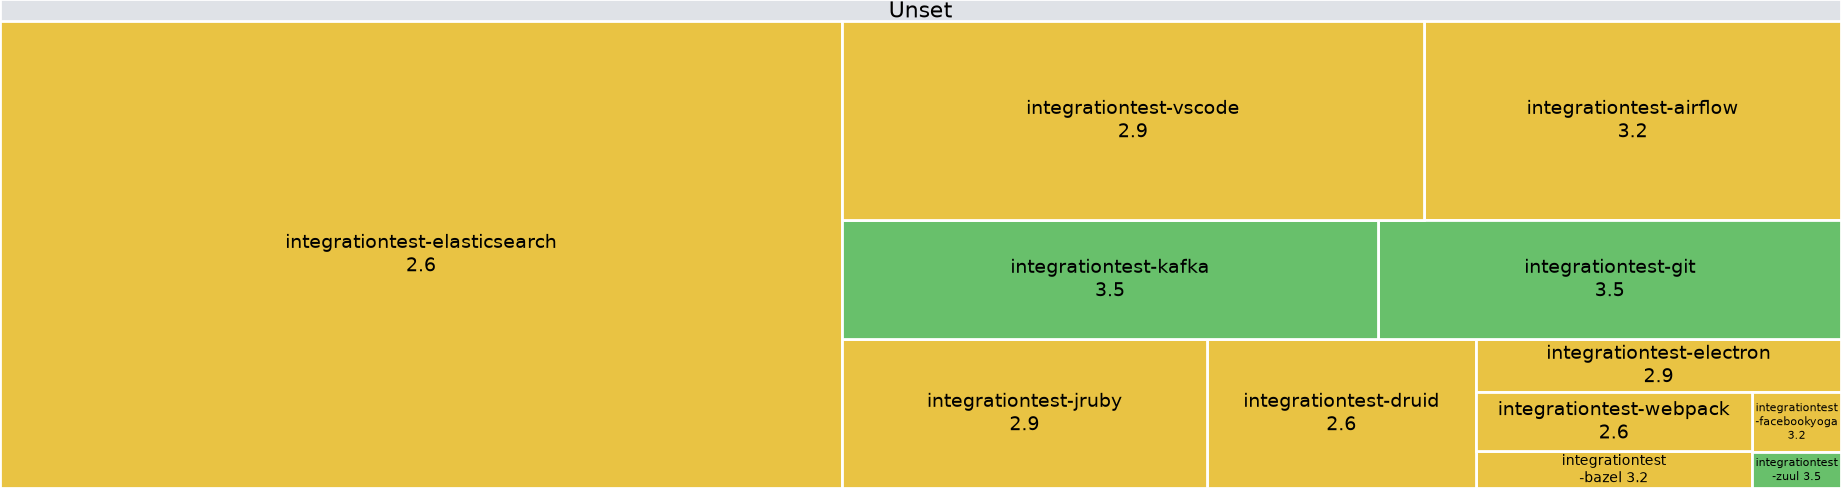 Unset
integrationtest-elasticsearch
2.6
integrationtest-vscode
2.9
integrationtest-airflow
3.2
integrationtest-kafka
3.5
integrationtest-git
3.5
integrationtest-jruby
2.9
integrationtest-druid
2.6
integrationtest-electron
2.9
integrationtest-webpack
2.6
integrationtest
-facebookyoga
3.2
integrationtest
-bazel 3.2
integrationtest
-zuul 3.5